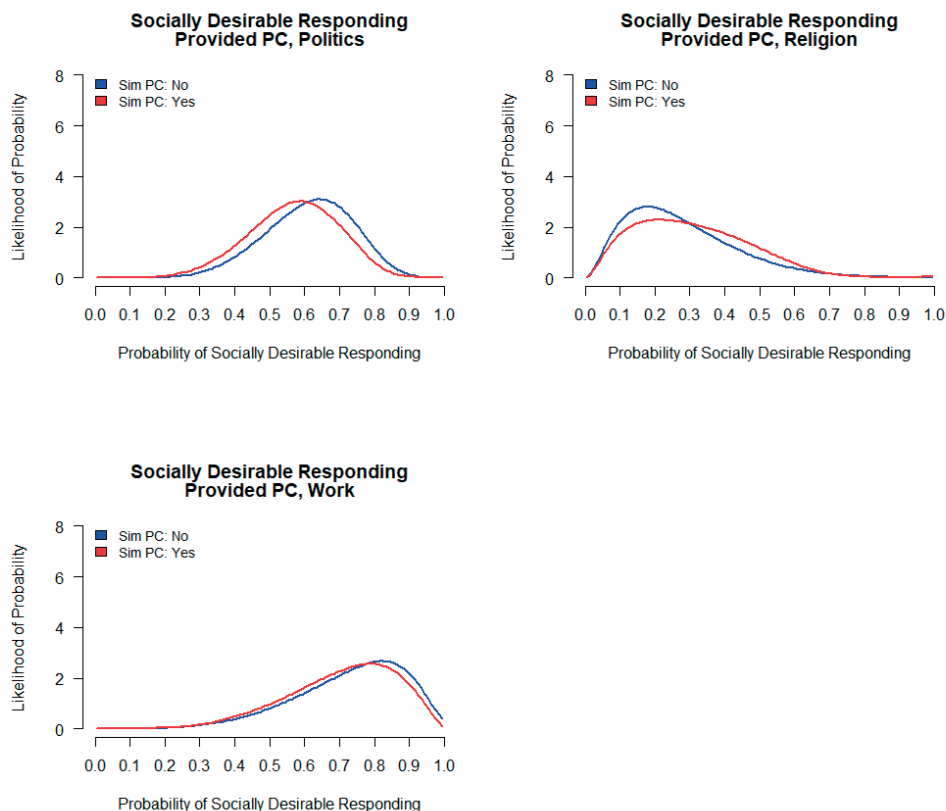 Socially Desirable Responding
Provided PC, Politics
Sim PC: No
Sim PC: Yes
Likelihood of Probability
8
6
4
2
0
0.0 0.1 0.2 0.3 0.4 0.5 0.6 0.7 0.8 0.9 1.0
Probability of Socially Desirable Responding
Socially Desirable Responding
Provided PC, Religion
Sim PC: No
Sim PC: Yes
Likelihood of Probability
8
6
4
2
0
0.0 0.1 0.2 0.3 0.4 0.5 0.6 0.7 0.8 0.9 1.0
Probability of Socially Desirable Responding
Socially Desirable Responding
Provided PC, Work
Sim PC: No
Sim PC: Yes
Likelihood of Probability
8
6
4
2
0
0.0 0.1 0.2 0.3 0.4 0.5 0.6 0.7 0.8 0.9 1.0
Probability of Socially Desirable Responding